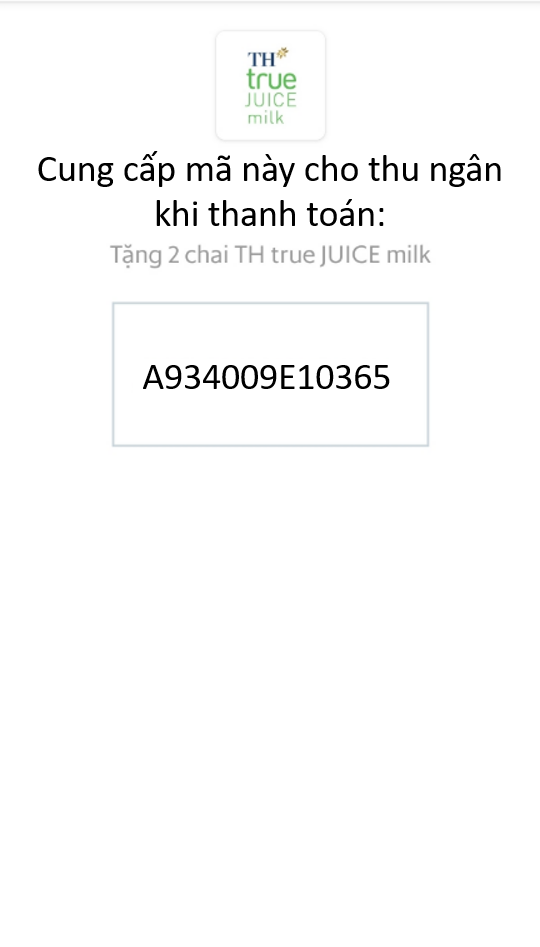 TH
true
JUICE
milk
Cung cấp mã này cho thu ngân
khi thanh toán:
Tặng 2 chai TH true JUICE milk
A934009E10365